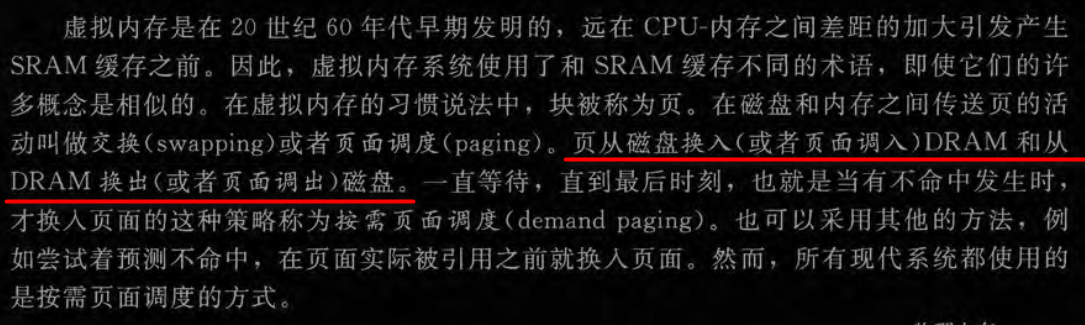 虚拟内存是在 20 世纪 60 年代早期发明的，远在 CPU-内存之间差距的加大引发产生
SRAM 缓存之前。因此，虚拟内存系统使用了和 SRAM 缓存不同的术语，即使它们的许
多概念是相似的。在虚拟内存的习惯说法中，块被称为页。在磁盘和内存之间传送页的活
动叫做交换(swapping)或者页面调度(paging)。页从磁盘换入(或者页面调入)DRAM 和从
DRAM 换出(或者页面调出)磁盘。一直等待，直到最后时刻，也就是当有不命中发生时，
才换入页面的这种策略称为按需页面调度(demand paging)。也可以采用其他的方法，例
如尝试着预测不命中，在页面实际被引用之前就换入页面。然而，所有现代系统都使用的
是按需页面调度的方式。